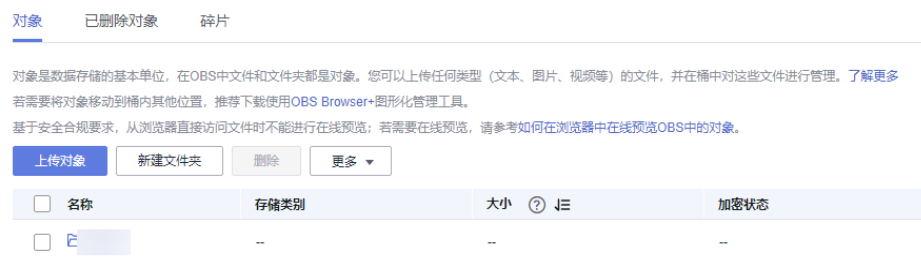 对象 已删除对象 碎片
对象是数据存储的基本单位，在OBS中文件和文件夹都是对象。您可以上传任何类型（文本、图片、视频等）的文件，并在桶中对这些文件进行管理。了解更多
若需要将对象移动到桶内其他位置，推荐下载使用OBS Browser+图形化管理工具。
基于安全合规要求，从浏览器直接访问文件时不能进行在线预览；若需要在线预览，请参考如何在浏览器中在线预览OBS中的对象。
上传对象 新建文件夹 删除 更多
名称 存储类别 大小 ? 加密状态
-- -- --